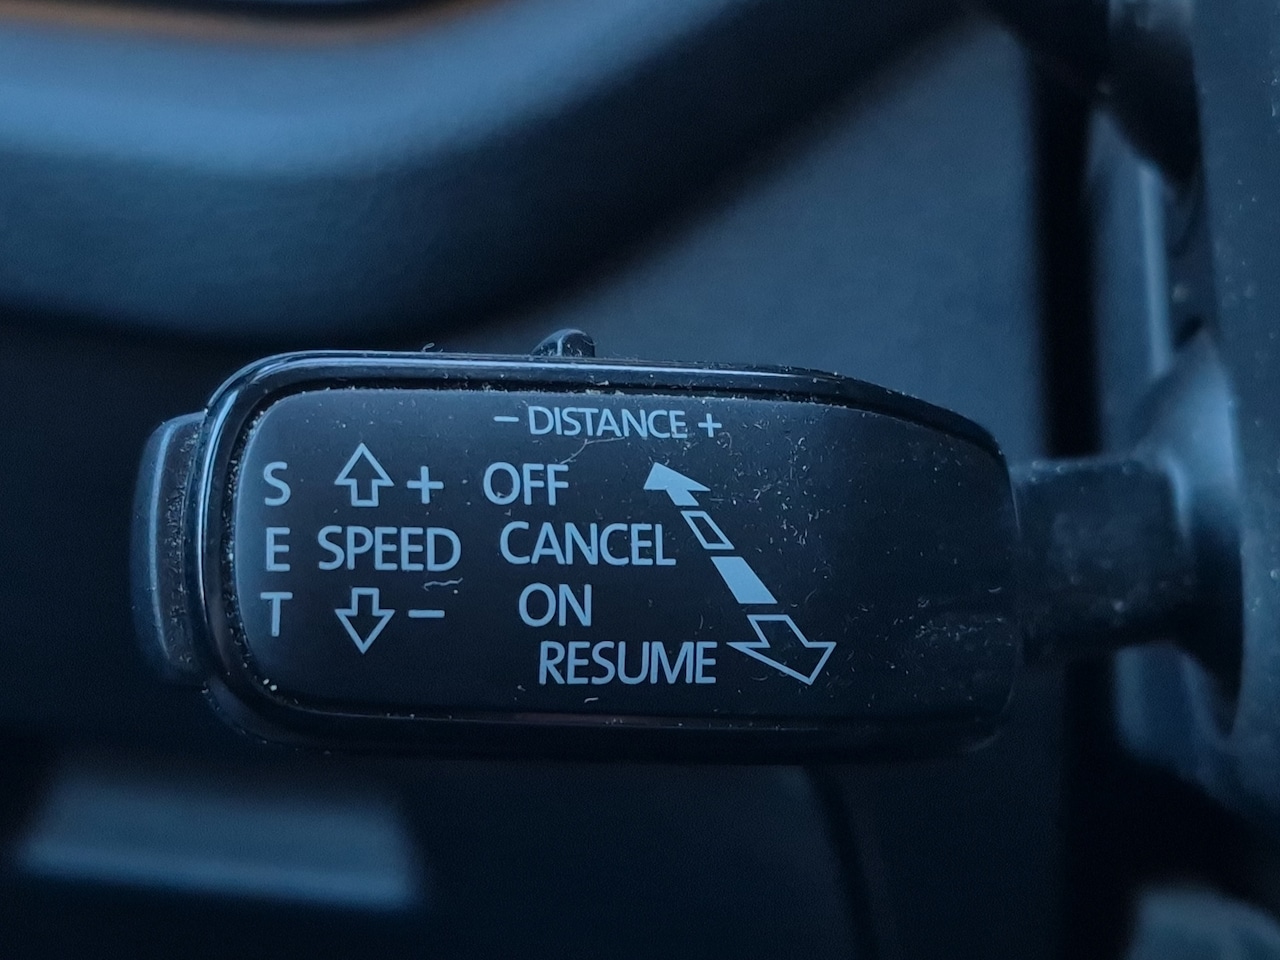 - DISTANCE +
S + OFF
E SPEED CANCEL
T - ON
RESUME